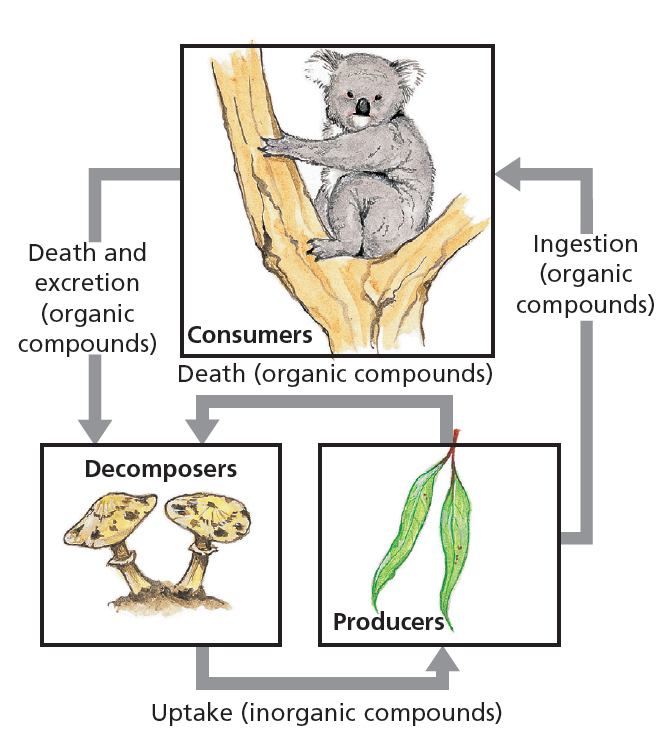 Death and
excretion
(organic
compounds)
Ingestion
(organic
compounds)
Consumers
Death (organic compounds)
Decomposers
Producers
Uptake (inorganic compounds)